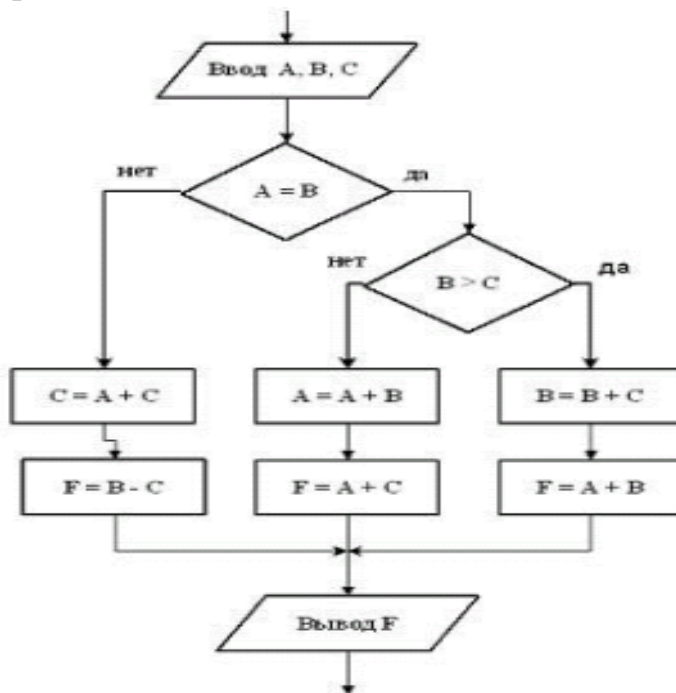 Ввод A, B, C
нет
A = B
да
нет
B > C
да
C = A + C
A = A + B
B = B + C
F = B - C
F = A + C
F = A + B
Вывод F